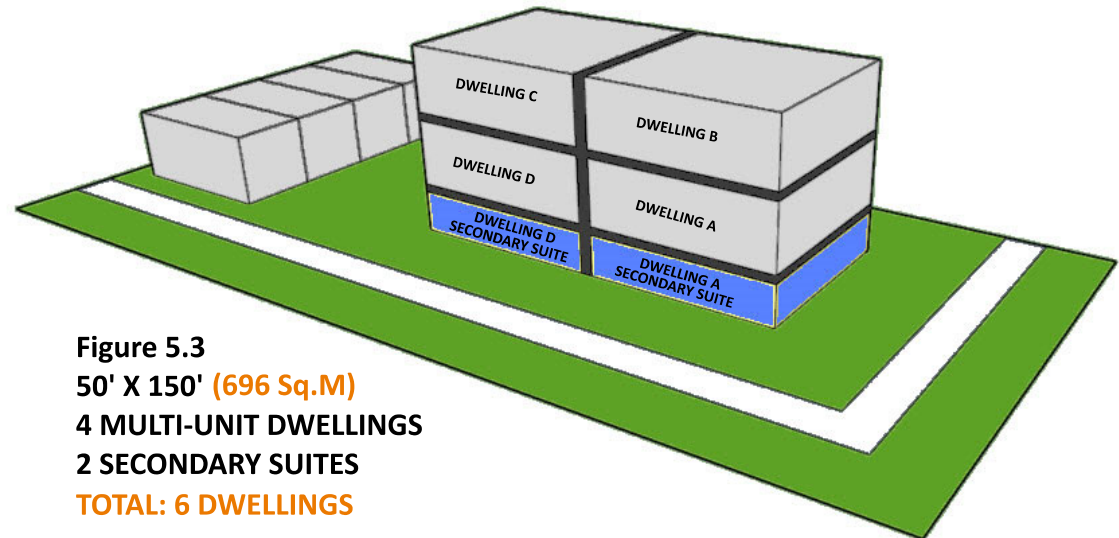 DWELLING C
DWELLING B
DWELLING D
DWELLING A
DWELLING D
SECONDARY SUITE
DWELLING A
SECONDARY SUITE
Figure 5.3
50' X 150' (696 Sq.M)
4 MULTI-UNIT DWELLINGS
2 SECONDARY SUITES
TOTAL: 6 DWELLINGS